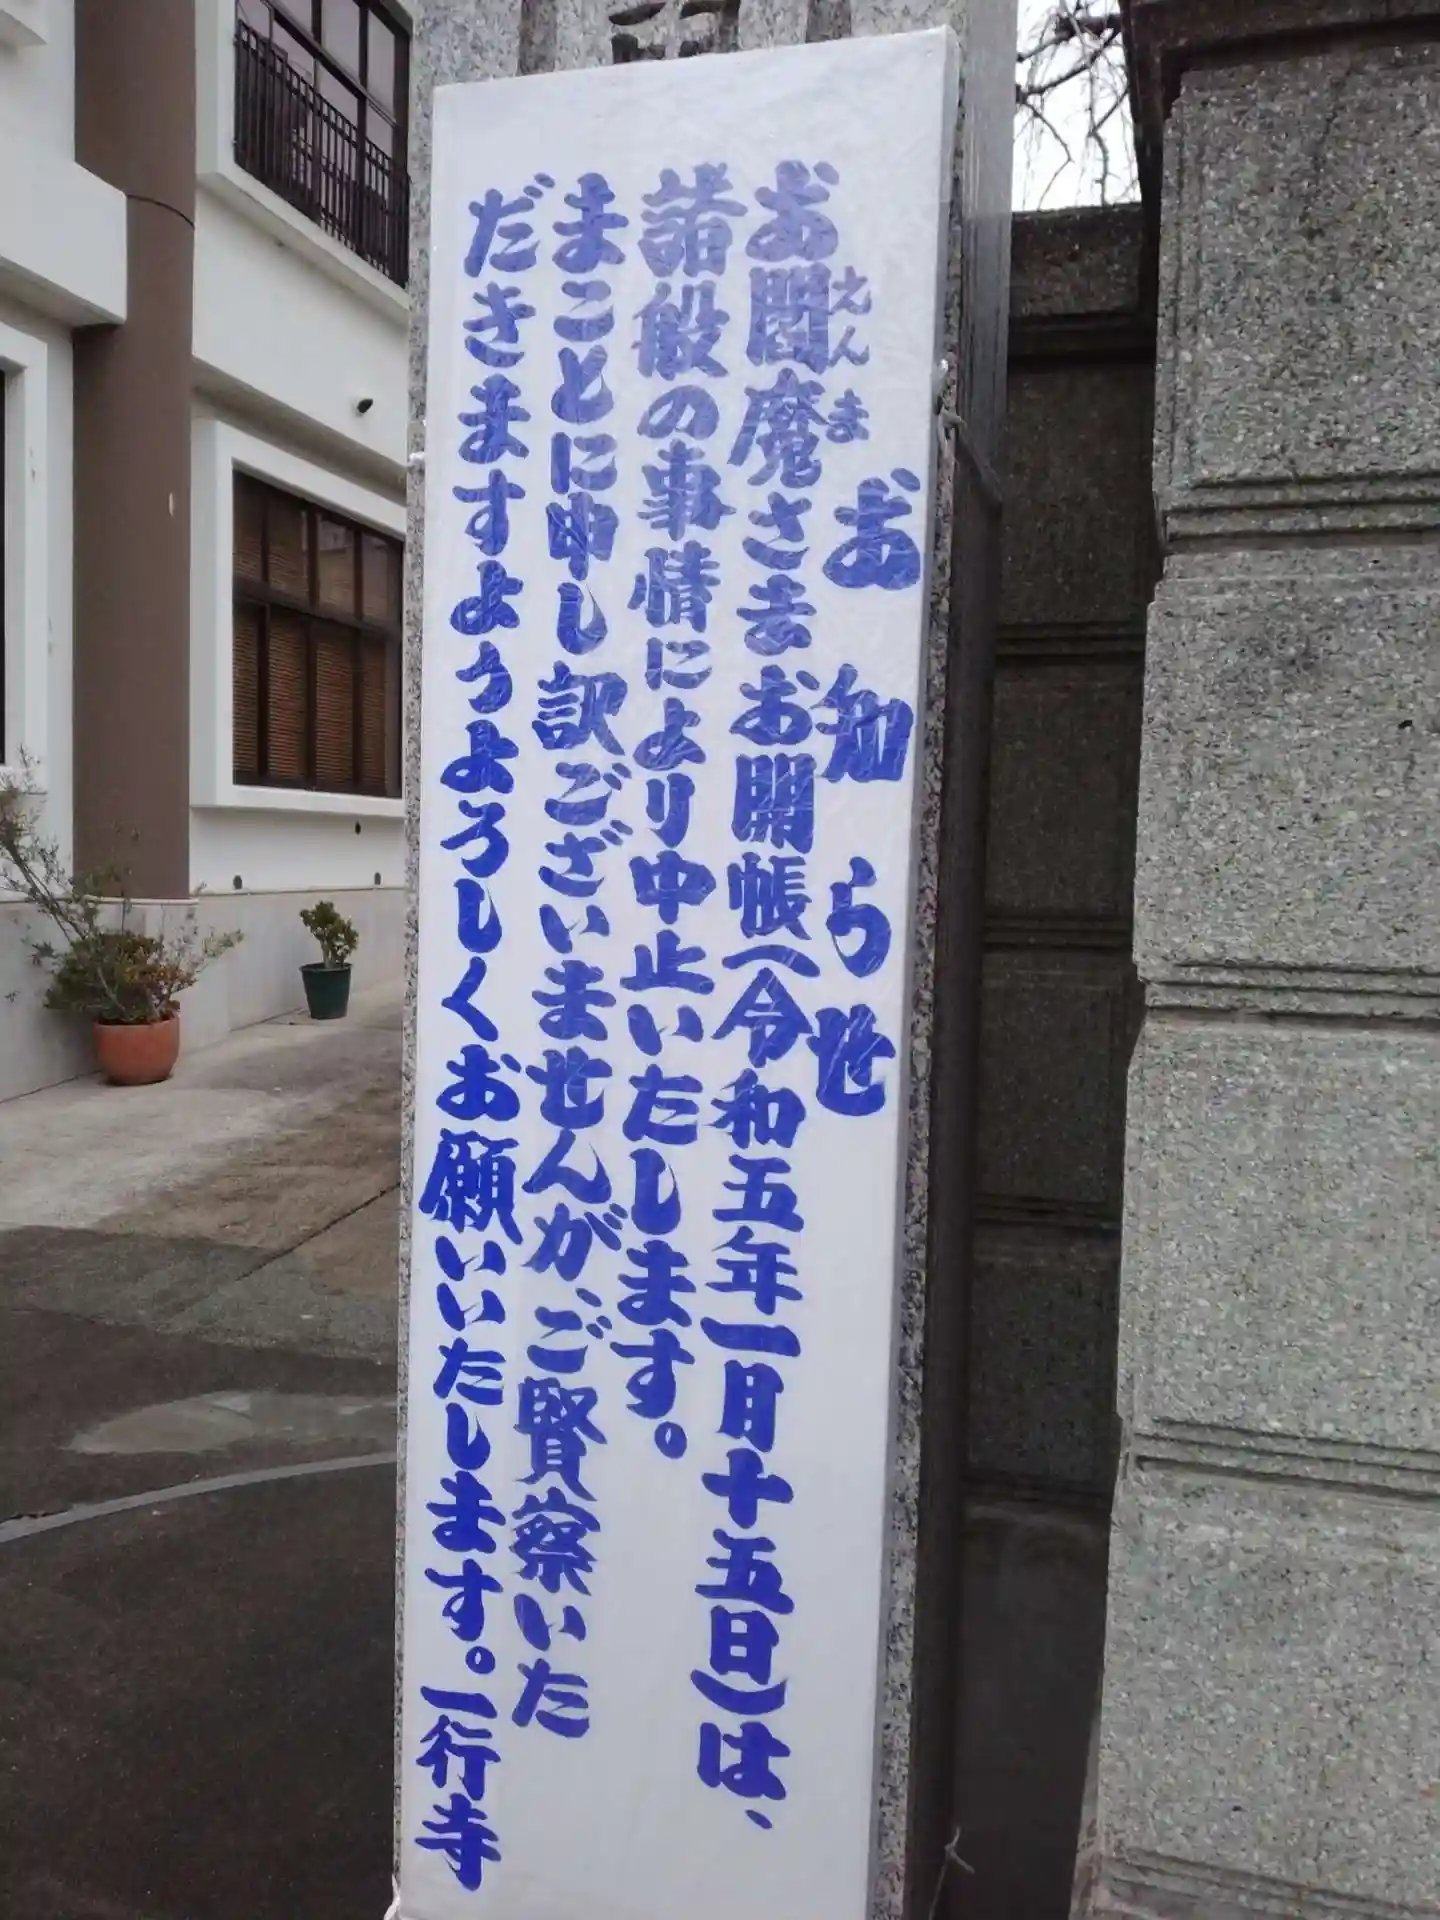 お知らせ
お閻魔さまお開帳(令和五年一月十五日)は、
えんま
諸般の事情により中止いたします。
まことに申し訳ございませんが、ご賢察いた
だきますようよろしくお願いいたします。一行寺